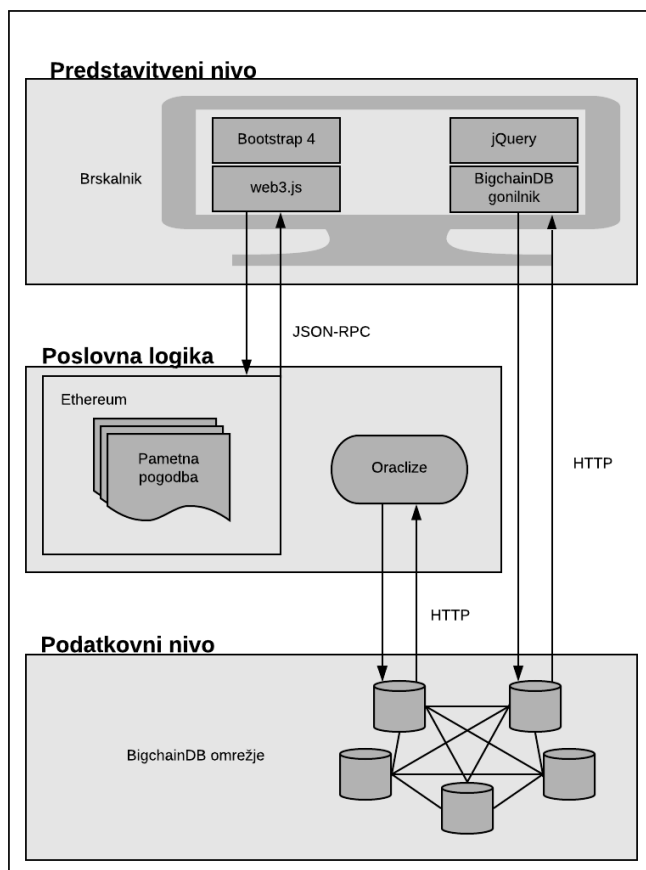 Predstavitveni nivo
Brskalnik
Bootstrap 4
web3.js
jQuery
BigchainDB
gonilnik
JSON-RPC
Poslovna logika
Ethereum
Pametna
pogodba
Oraclize
HTTP
HTTP
Podatkovni nivo
BigchainDB omrežje